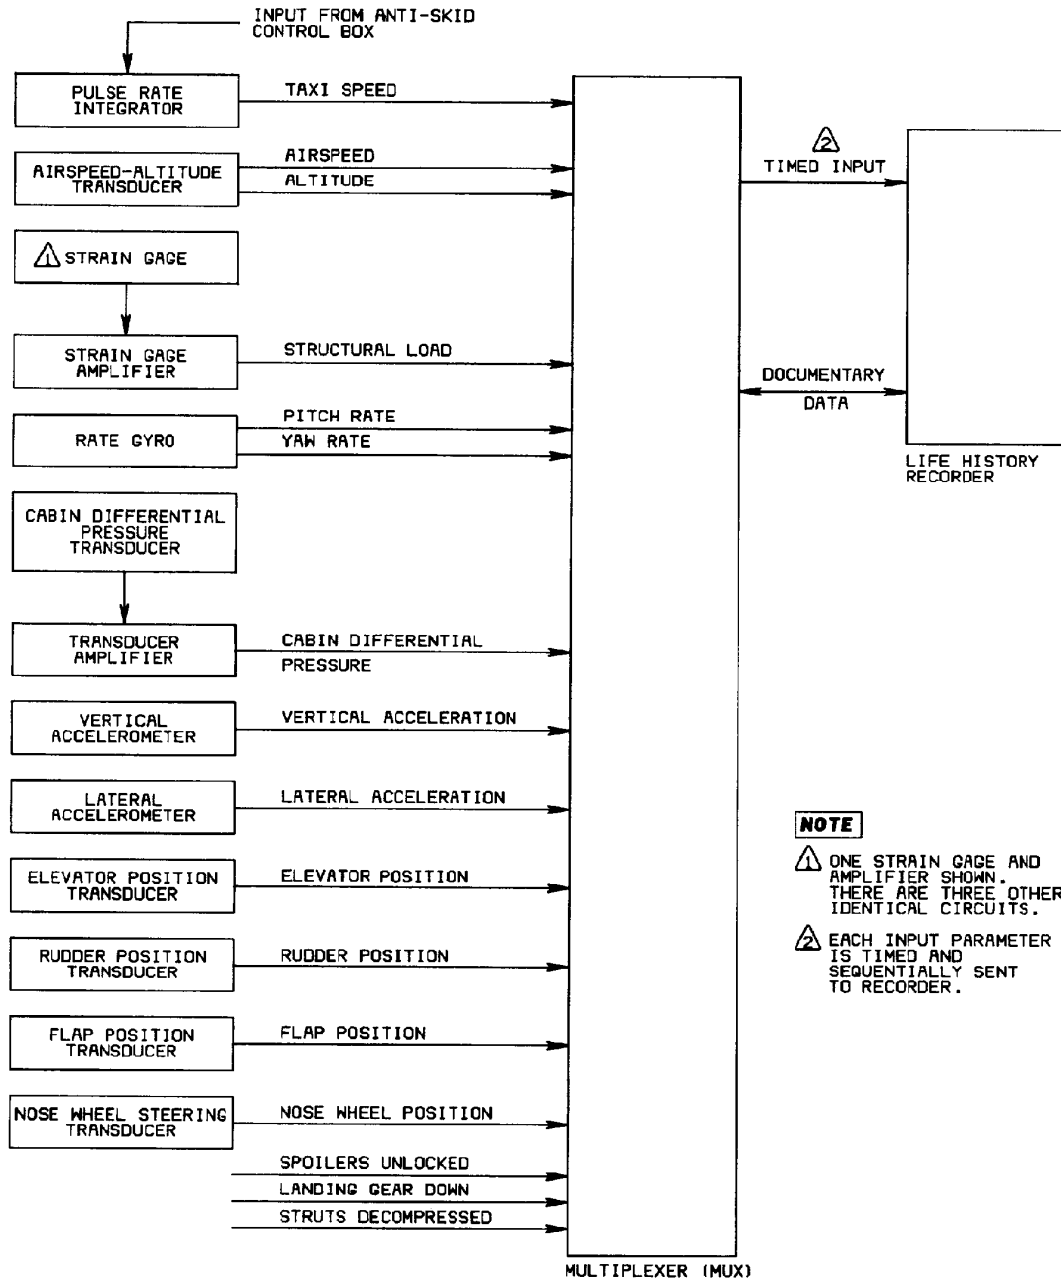 INPUT FROM ANTI-SKID
CONTROL BOX
PULSE RATE
INTEGRATOR
TAXI SPEED
AIRSPEED-ALTITUDE
TRANSDUCER
AIRSPEED
ALTITUDE
2
TIMED INPUT
1 STRAIN GAGE
STRAIN GAGE
AMPLIFIER
STRUCTURAL LOAD
DOCUMENTARY
DATA
RATE GYRO
PITCH RATE
YAW RATE
LIFE HISTORY
RECORDER
CABIN DIFFERENTIAL
PRESSURE
TRANSDUCER
TRANSDUCER
AMPLIFIER
CABIN DIFFERENTIAL
PRESSURE
VERTICAL
ACCELEROMETER
VERTICAL ACCELERATION
LATERAL
ACCELEROMETER
LATERAL ACCELERATION
ELEVATOR POSITION
TRANSDUCER
ELEVATOR POSITION
RUDDER POSITION
TRANSDUCER
RUDDER POSITION
FLAP POSITION
TRANSDUCER
FLAP POSITION
NOSE WHEEL STEERING
TRANSDUCER
NOSE WHEEL POSITION
SPOILERS UNLOCKED
LANDING GEAR DOWN
STRUTS DECOMPRESSED
MULTIPLEXER (MUX)
NOTE
1 ONE STRAIN GAGE AND
AMPLIFIER SHOWN.
THERE ARE THREE OTHER
IDENTICAL CIRCUITS.
2 EACH INPUT PARAMETER
IS TIMED AND
SEQUENTIALLY SENT
TO RECORDER.